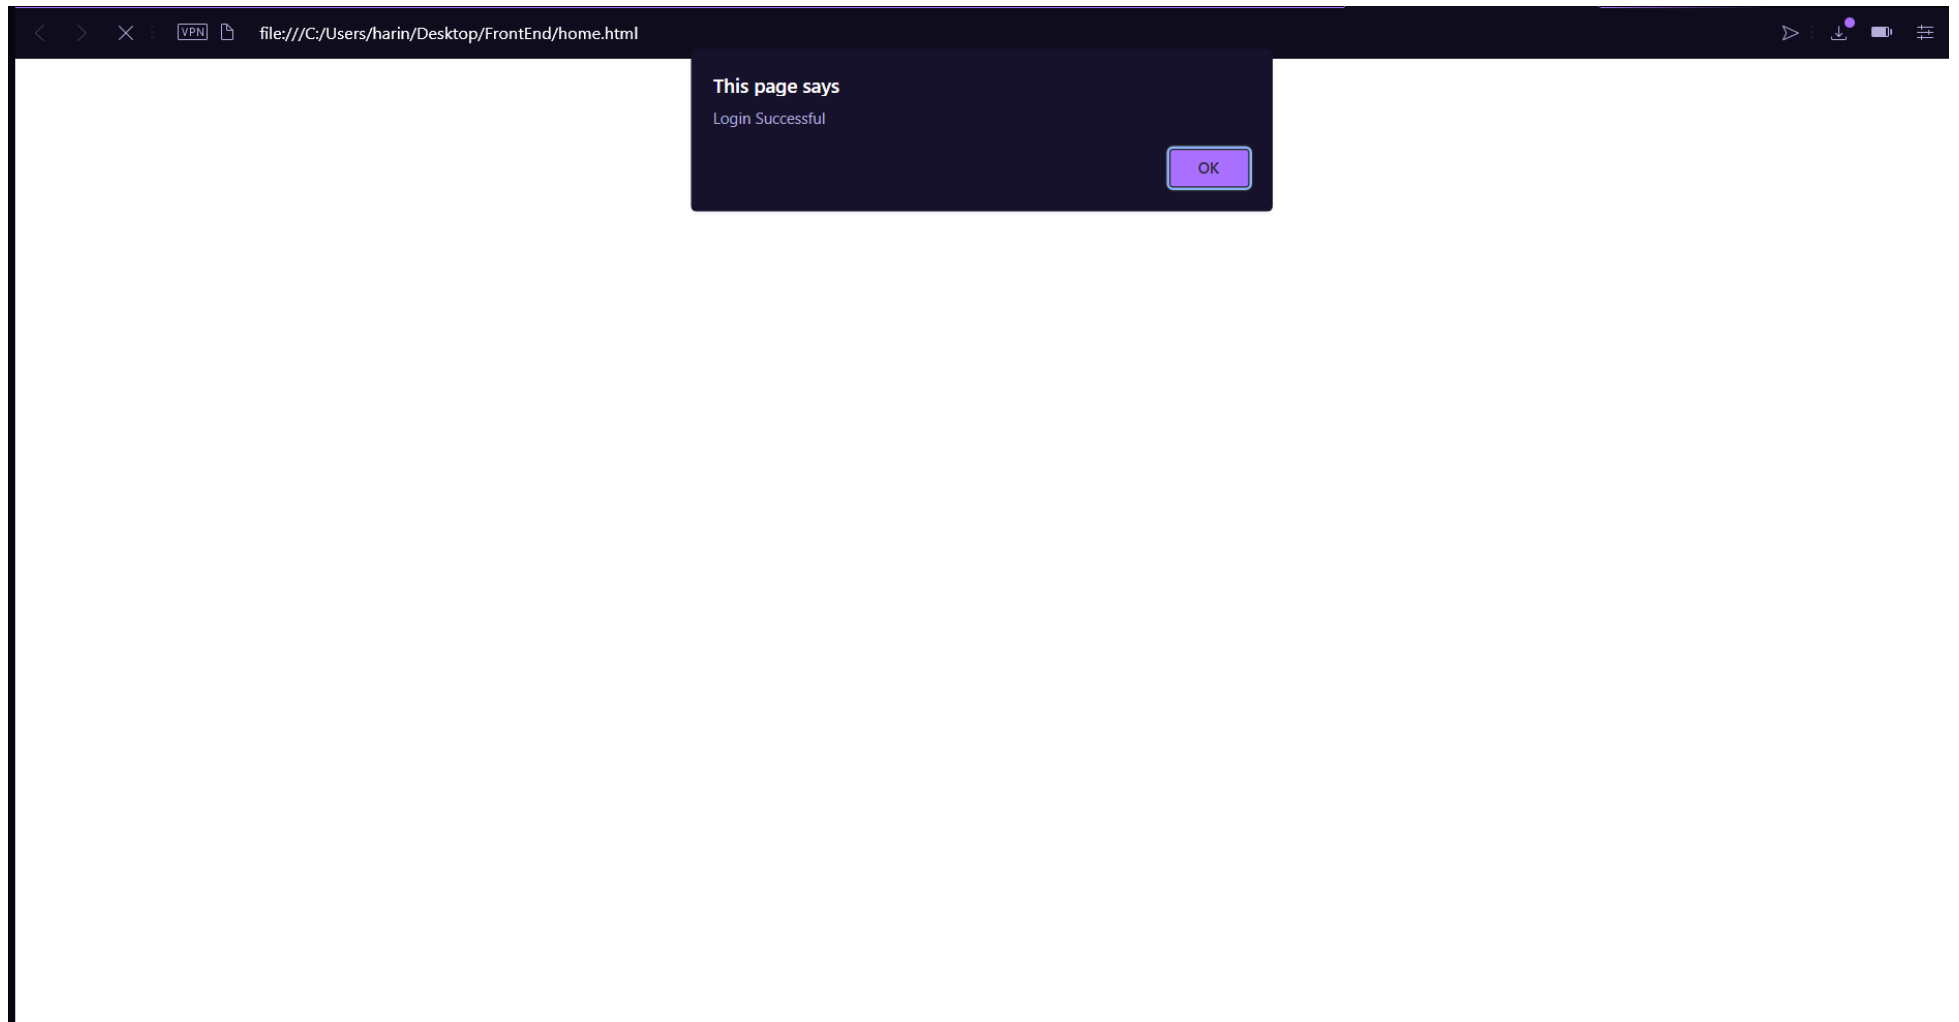 VPN file:///C:/Users/harin/Desktop/FrontEnd/home.html
This page says
Login Successful
OK